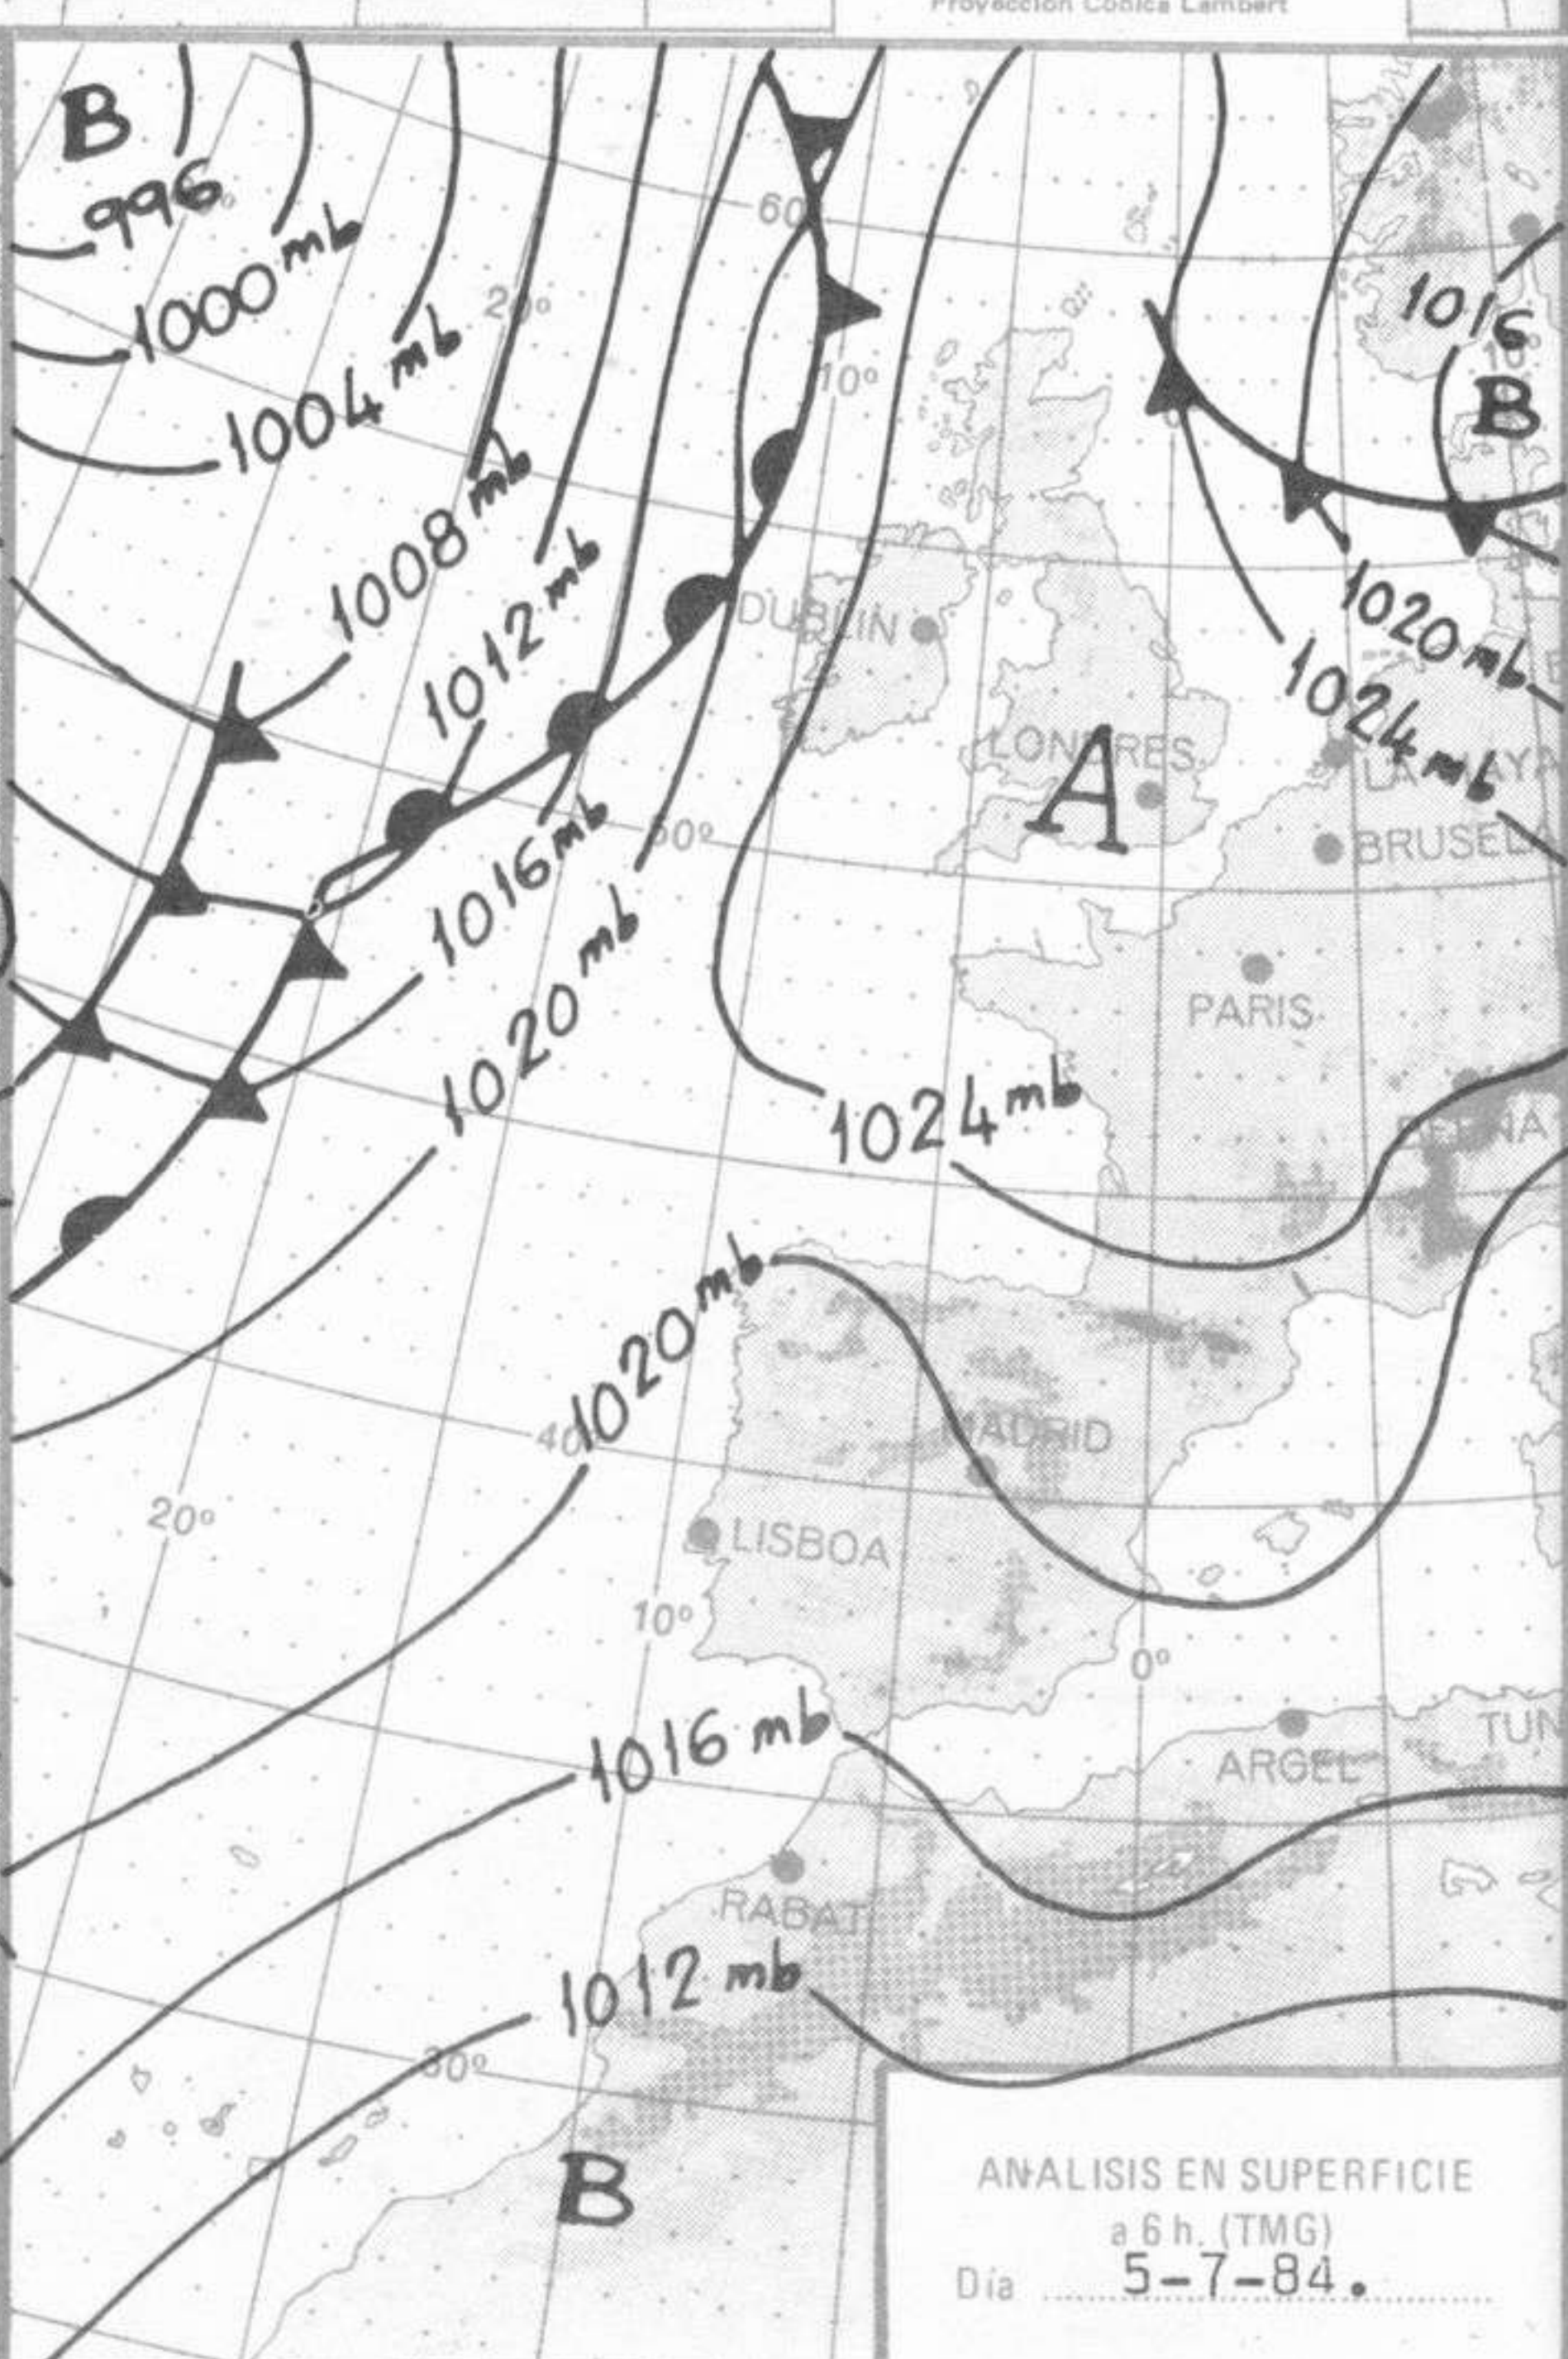 Proyección Cónica Lambert
B
996
1000 mb
1004 mb
1008 mb
1012 mb
1016 mb
1020 mb
60
20°
10°
1016
10°
B
DUBLIN
LONDRES
A
1020 mb
1024 mb
BRUSELA
50°
PARIS
1024 mb
1020 mb
40
MADRID
20°
LISBOA
10°
0°
1016 mb
ARGEL
TUN
RABAT
1012 mb
30°
B
ANALISIS EN SUPERFICIE
a 6 h. (TMG)
Día 5-7-84.